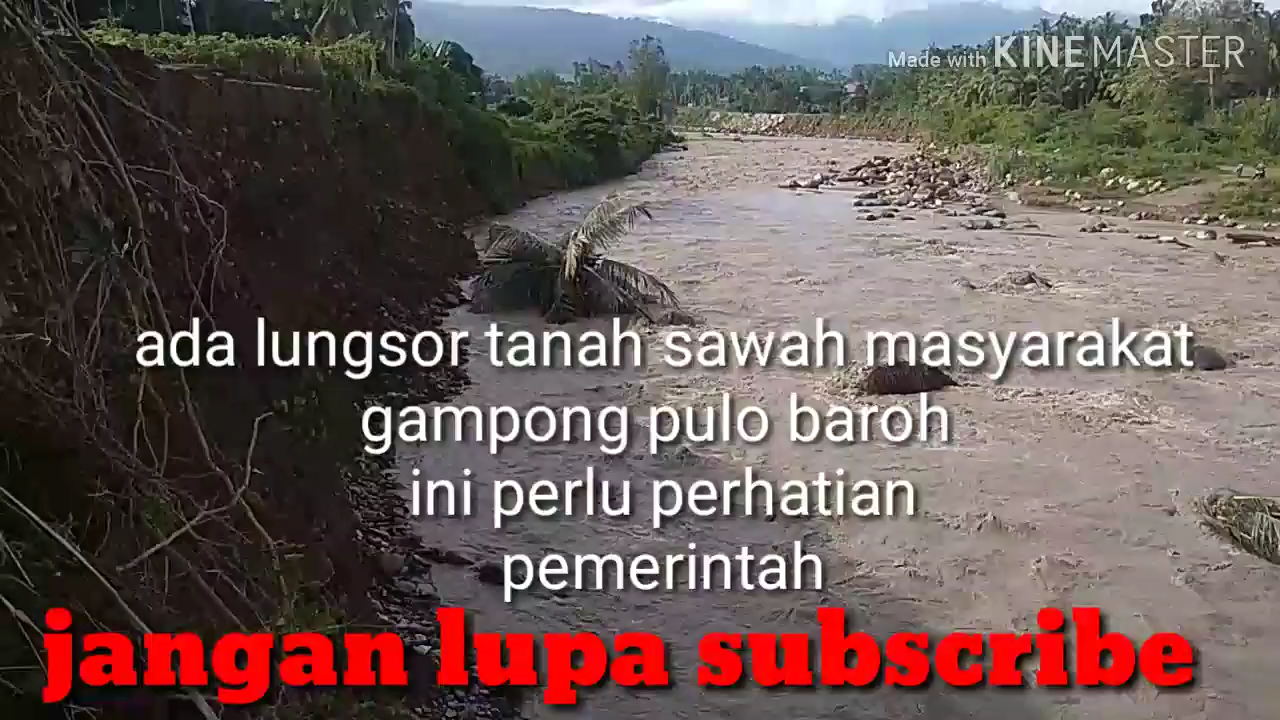 Made with KINEMASTER
ada lungsor tanah sawah masyarakat
gampong pulo baroh
ini perlu perhatian
pemerintah
jangan lupa subscribe